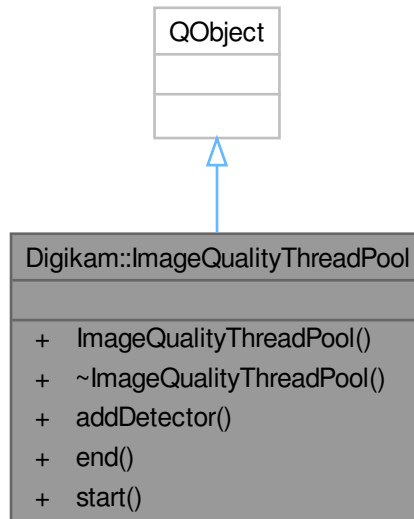 QObject
Digikam::ImageQualityThreadPool
+ ImageQualityThreadPool()
+ ~ImageQualityThreadPool()
+ addDetector()
+ end()
+ start()